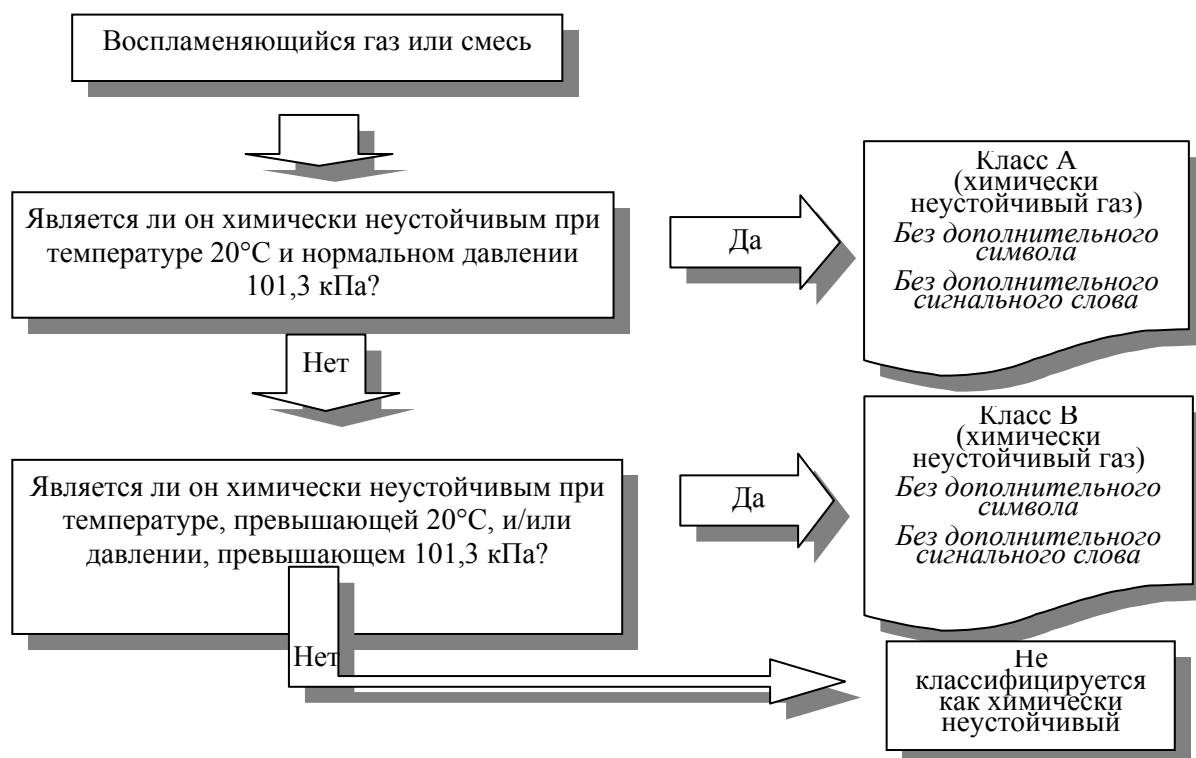 Воспламеняющийся газ или смесь
Является ли он химически неустойчивым при
температуре 20°C и нормальном давлении
101,3 кПа?
Да
Класс A
(химически
неустойчивый газ)
Без дополнительного
символа
Без дополнительного
сигнального слова
Нет
Является ли он химически неустойчивым при
температуре, превышающей 20°C, и/или
давлении, превышающем 101,3 кПа?
Да
Класс B
(химически
неустойчивый газ)
Без дополнительного
символа
Без дополнительного
сигнального слова
Нет
Не
классифицируется
как химически
неустойчивый